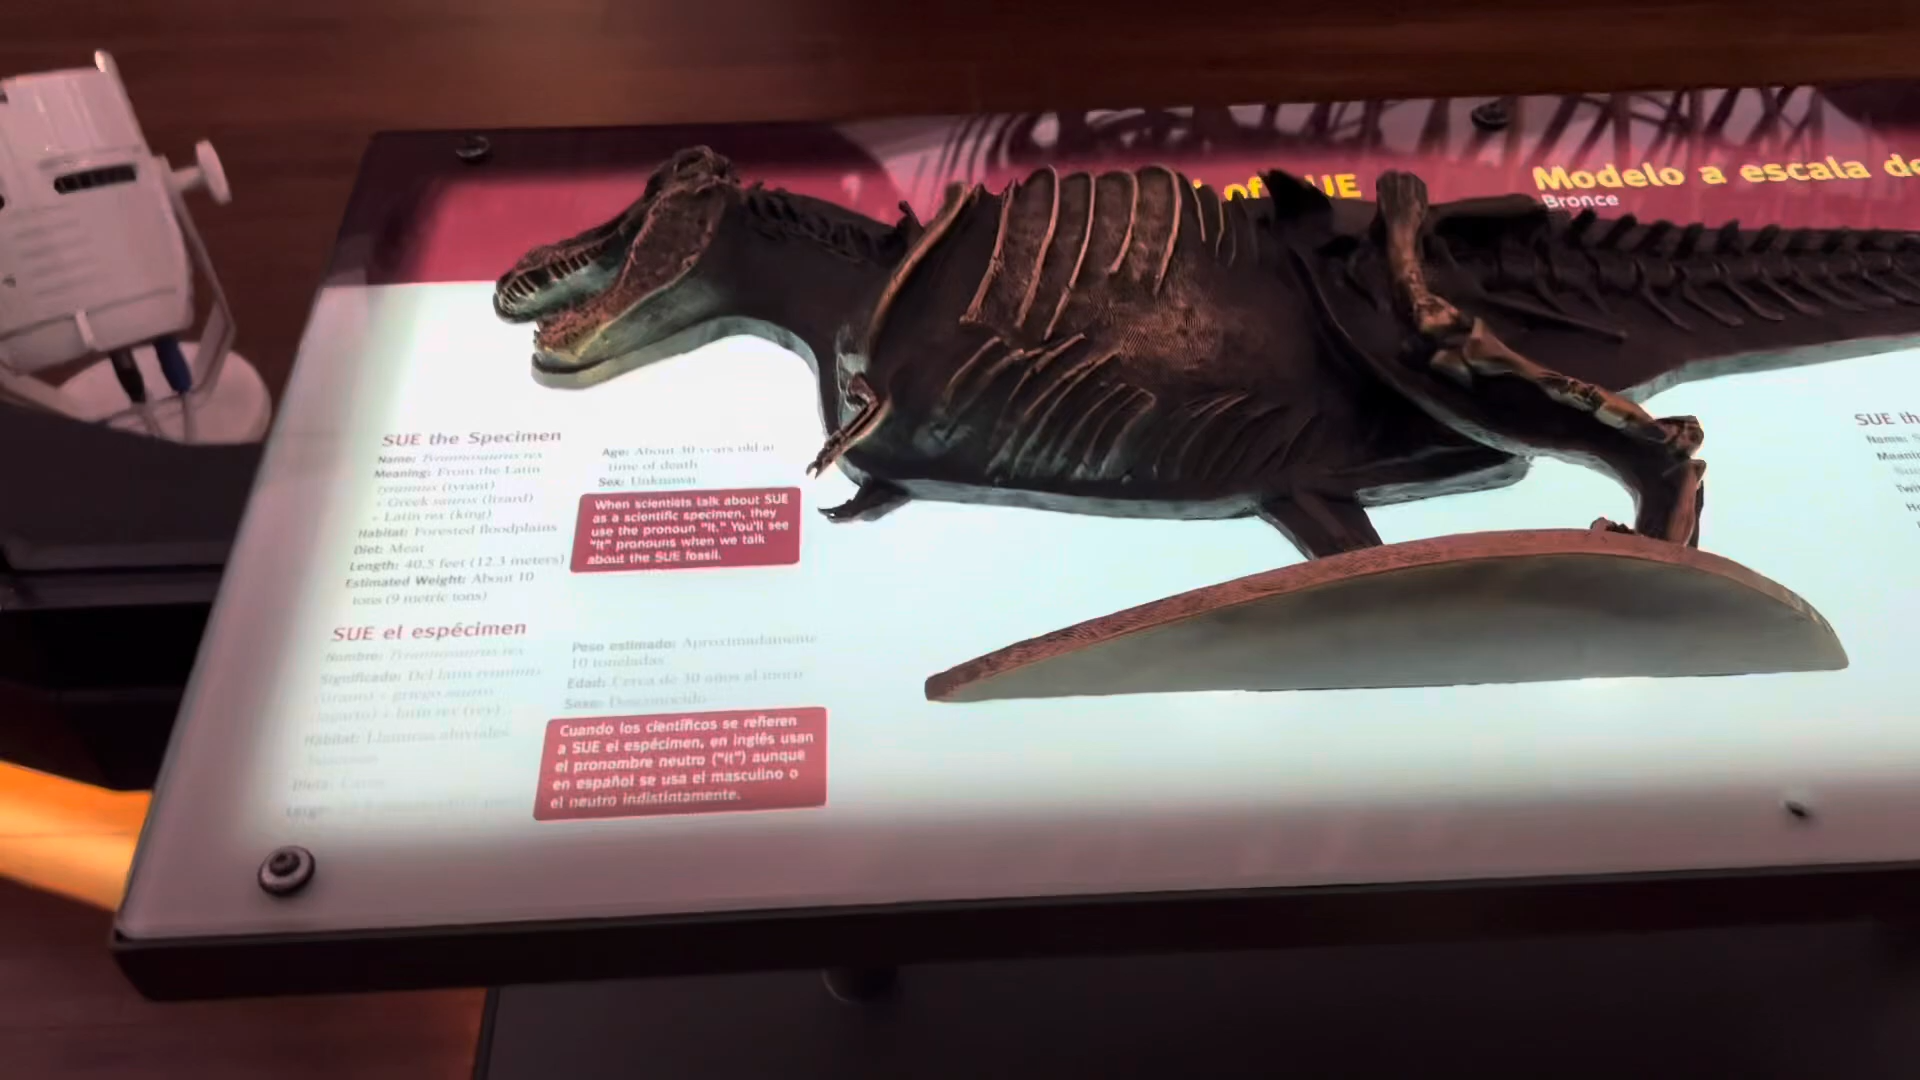 of SUE
Modelo a escala de
Bronce
SUE the Specimen
Name: Tyrannosaurus rex
Meaning: From the Latin
tyrannus (tyrant)
+ Greek sauros (lizard)
+ Latin rex (king)
Habitat: Forested floodplains
Diet: Meat
Length: 40.5 feet (12.3 meters)
Estimated Weight: About 10
tons (9 metric tons)
Age: About 30 years old at
time of death
Sex: Unknown
When scientists talk about SUE
as a scientific specimen, they
use the pronoun "it." You'll see
"it" pronouns when we talk
about the SUE fossil.
SUE el espécimen
Nombre: Tyrannosaurus rex
Significado: Del latín tyrannus
+ griego sauros
+ latín rex (rey)
Hábitat: Llanuras aluviales
Dieta: Carne
Largo:
Peso estimado: Aproximadamente
10 toneladas
Edad: Cerca de 30 años al morir
Sexo: Desconocido
Cuando los científicos se refieren
a SUE el espécimen, en inglés usan
el pronombre neutro ("it") aunque
en español se usa el masculino o
el neutro indistintamente.
SUE th
Name:
Meanin